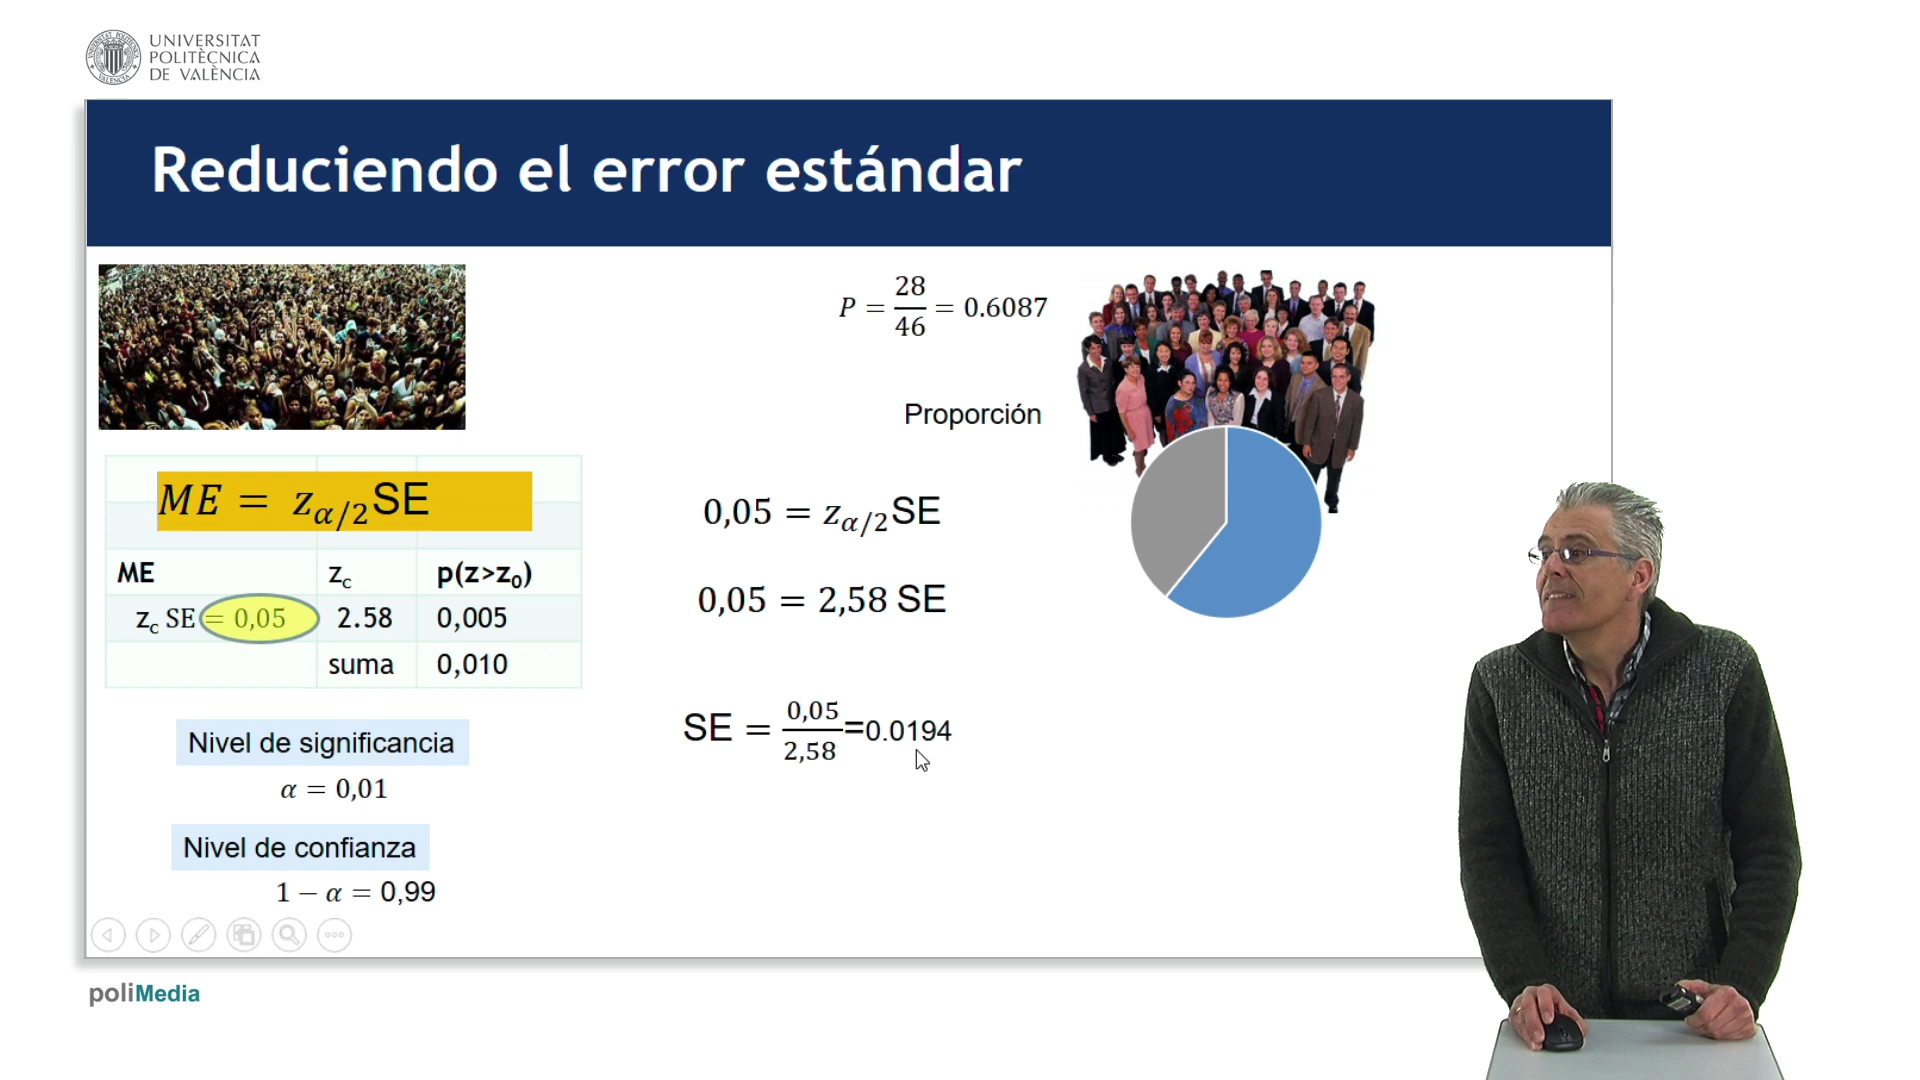 UNIVERSITAT
POLITÈCNICA
DE VALÈNCIA
Reduciendo el error estándar
P = 28/46 = 0.6087
Proporción
ME = z_{α/2}SE
0,05 = z_{α/2}SE
0,05 = 2,58 SE
ME z_c p(z>z_0)
z_c SE = 0,05 2.58 0,005
suma 0,010
SE = 0,05/2,58 =0.0194
Nivel de significancia
α = 0,01
Nivel de confianza
1 − α = 0,99
poliMedia